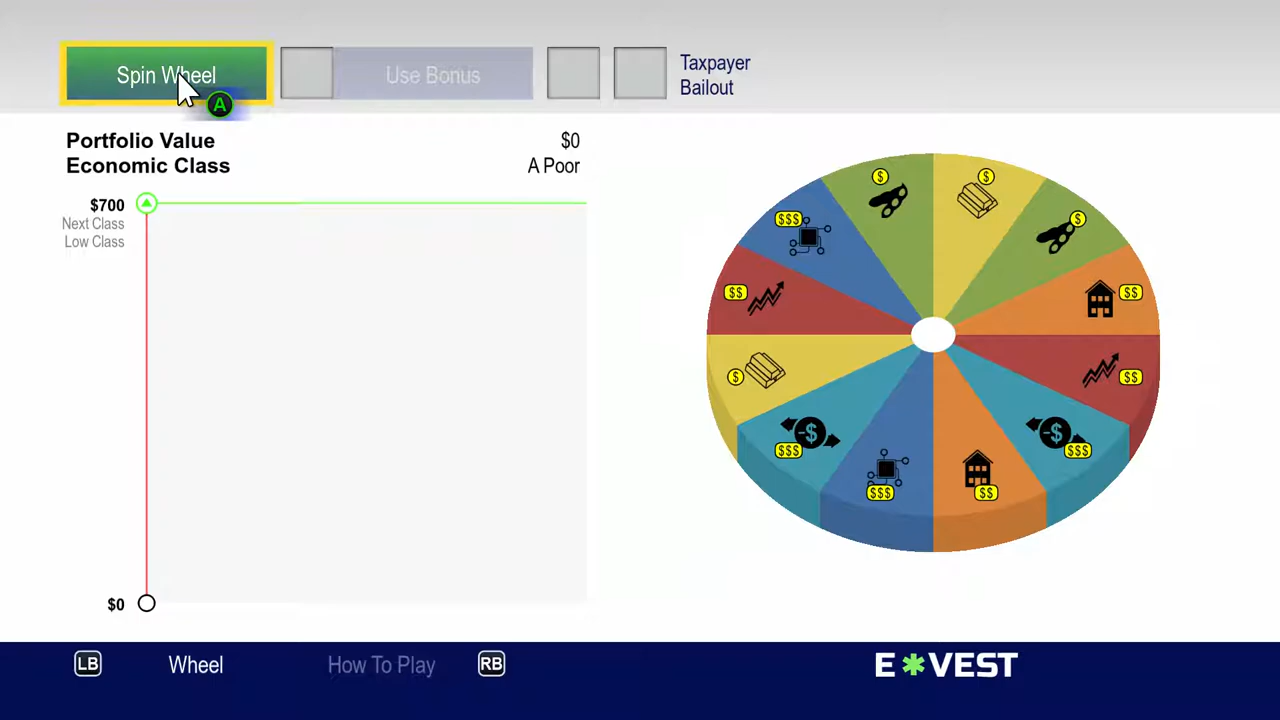 Spin Wheel
A
Use Bonus
Taxpayer
Bailout
Portfolio Value $0
Economic Class A Poor
$700
Next Class
Low Class
$0
$
$
$
$$
$$
$$$
$$
$$$
$$$
$
$$
$$$
LB Wheel How To Play RB
E*VEST
-$
-$